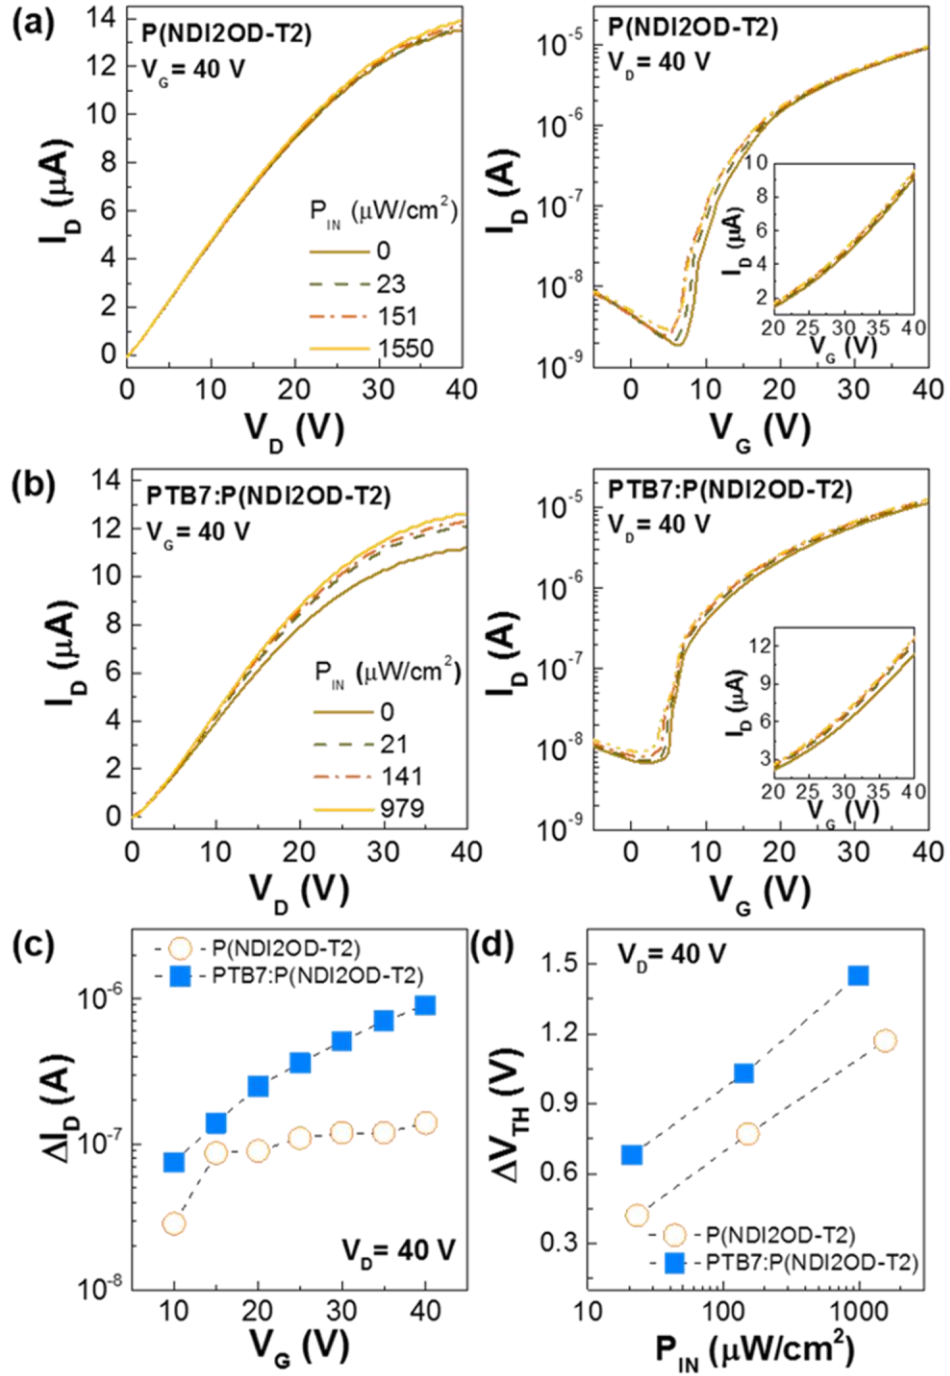 (a)
P(NDI2OD-T2)
V_G = 40 V
I_D (μA)
14
12
10
8
6
4
2
0
P_IN (μW/cm²)
0
23
151
1550
0 10 20 30 40
V_D (V)
P(NDI2OD-T2)
V_D = 40 V
I_D (A)
10⁻⁵
10⁻⁶
10⁻⁷
10⁻⁸
10⁻⁹
0 10 20 30 40
V_G (V)
I_D (μA)
10
8
6
4
2
20 25 30 35 40
V_G (V)
(b)
PTB7:P(NDI2OD-T2)
V_G = 40 V
I_D (μA)
14
12
10
8
6
4
2
0
P_IN (μW/cm²)
0
21
141
979
0 10 20 30 40
V_D (V)
PTB7:P(NDI2OD-T2)
V_D = 40 V
I_D (A)
10⁻⁵
10⁻⁶
10⁻⁷
10⁻⁸
10⁻⁹
0 10 20 30 40
V_G (V)
I_D (μA)
12
9
6
3
20 25 30 35 40
V_G (V)
(c)
P(NDI2OD-T2)
PTB7:P(NDI2OD-T2)
ΔI_D (A)
10⁻⁶
10⁻⁷
10⁻⁸
V_D = 40 V
10 20 30 40
V_G (V)
(d)
V_D = 40 V
ΔV_TH (V)
1.5
1.2
0.9
0.6
0.3
P(NDI2OD-T2)
PTB7:P(NDI2OD-T2)
10 100 1000
P_IN (μW/cm²)